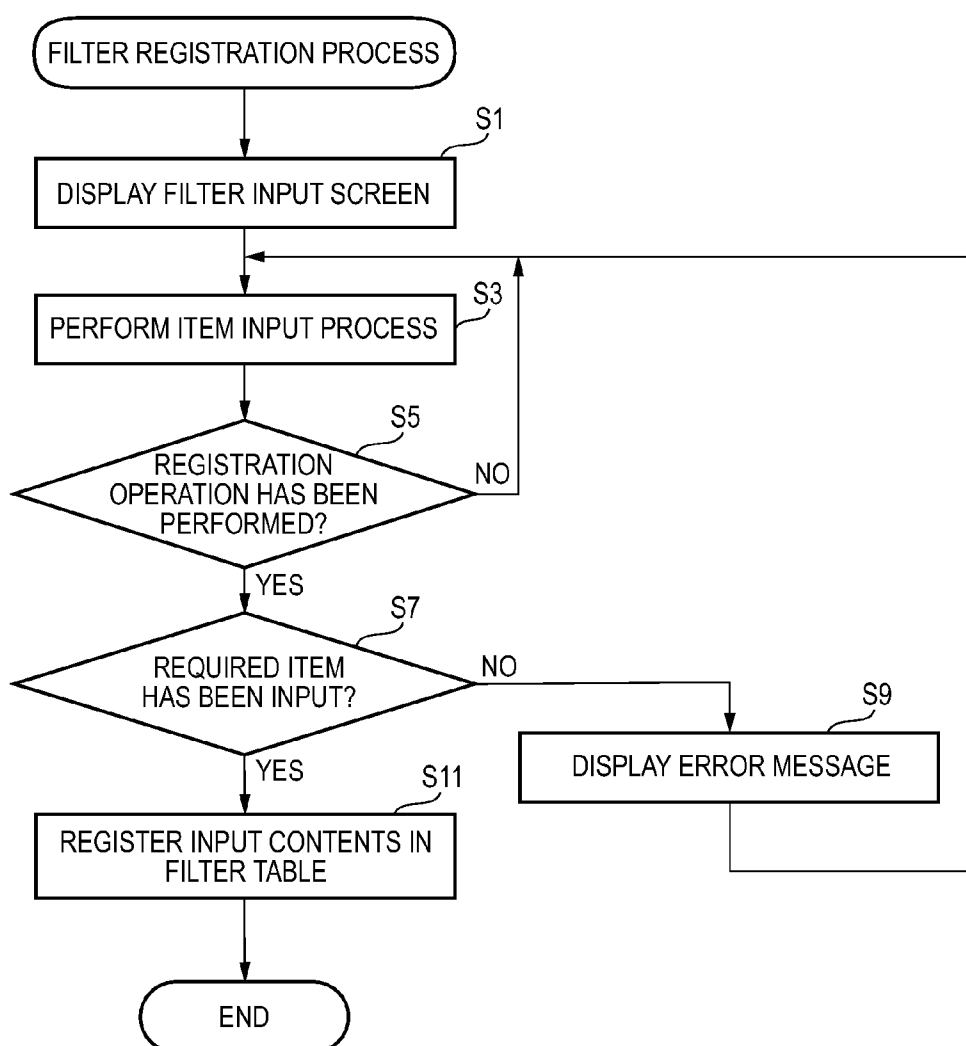 FILTER REGISTRATION PROCESS
S1
DISPLAY FILTER INPUT SCREEN
S3
PERFORM ITEM INPUT PROCESS
S5
REGISTRATION
OPERATION HAS BEEN
PERFORMED?
NO
YES
S7
REQUIRED ITEM
HAS BEEN INPUT?
NO
YES
S9
DISPLAY ERROR MESSAGE
S11
REGISTER INPUT CONTENTS IN
FILTER TABLE
END